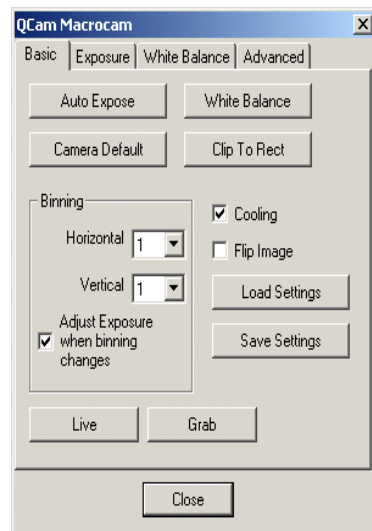 QCam Macrocam
Basic Exposure White Balance Advanced
Auto Expose White Balance
Camera Default Clip To Rect
Binning
Horizontal 1
Vertical 1
Adjust Exposure
when binning
changes
Cooling
Flip Image
Load Settings
Save Settings
Live Grab
Close